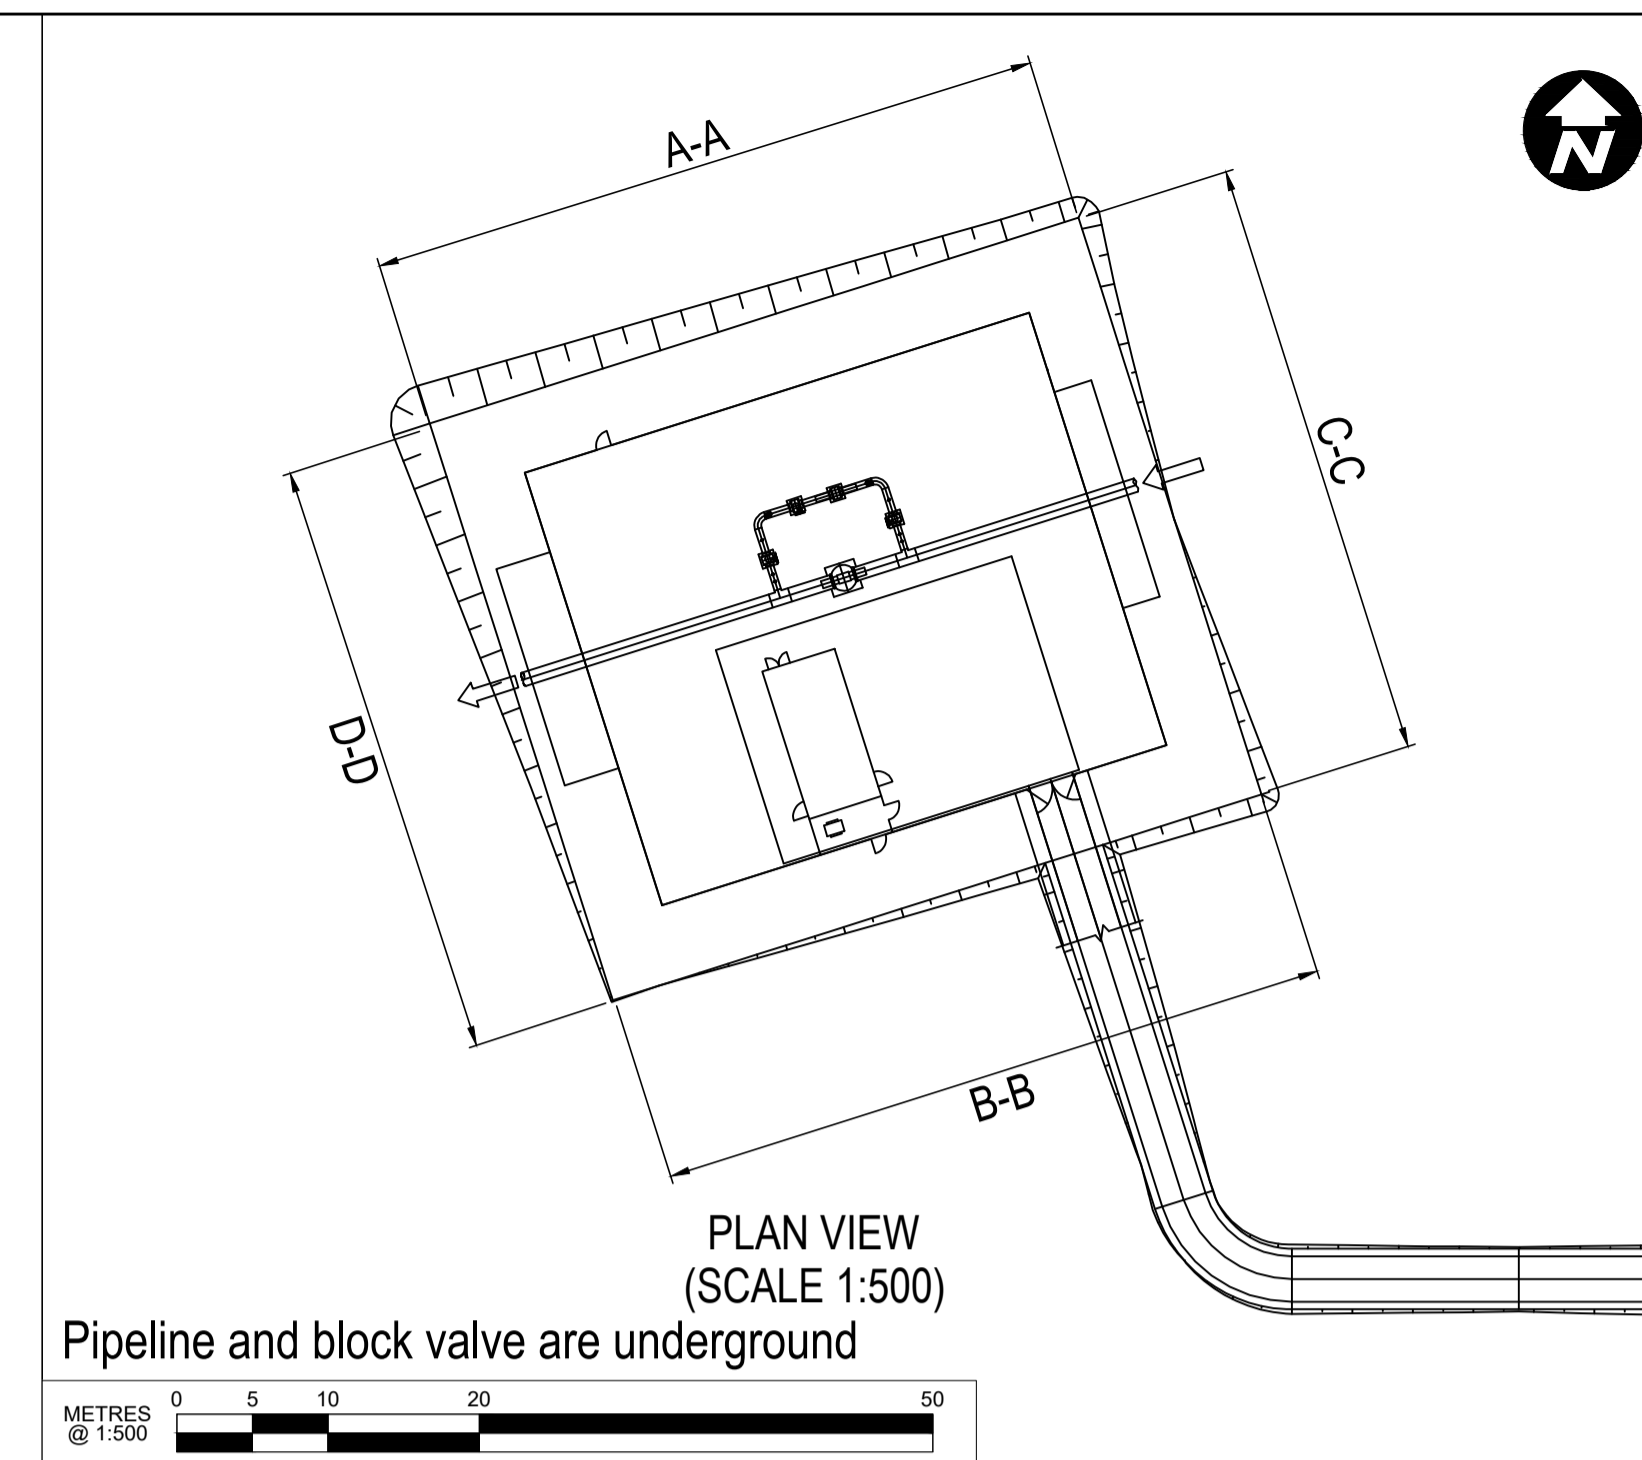 A-A
N
C-C
D-D
B-B
PLAN VIEW
(SCALE 1:500)
Pipeline and block valve are underground
0 5 10 20 50
METRES
@ 1:500